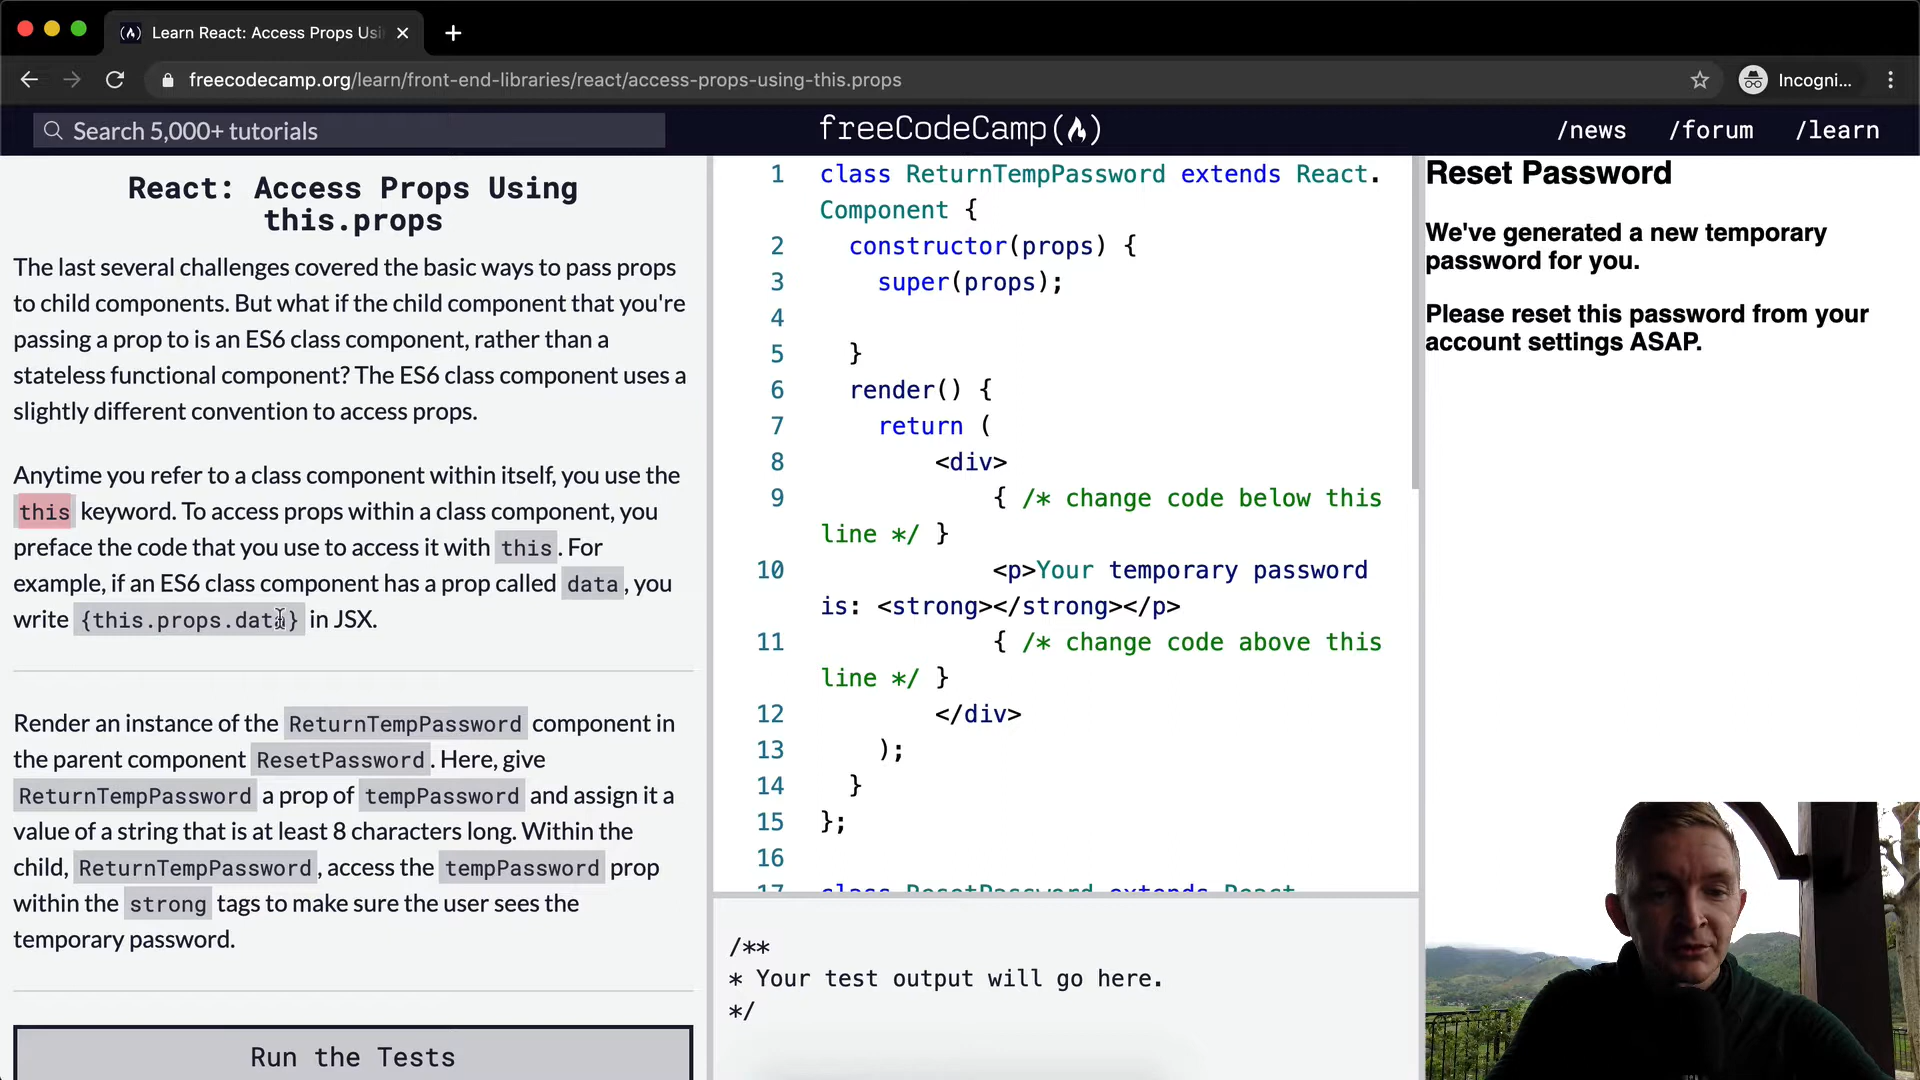 Learn React: Access Props Usi
freecodecamp.org/learn/front-end-libraries/react/access-props-using-this.props
Incogni...
Search 5,000+ tutorials
freeCodeCamp
/news /forum /learn
React: Access Props Using
this.props
The last several challenges covered the basic ways to pass props
to child components. But what if the child component that you're
passing a prop to is an ES6 class component, rather than a
stateless functional component? The ES6 class component uses a
slightly different convention to access props.
Anytime you refer to a class component within itself, you use the
this keyword. To access props within a class component, you
preface the code that you use to access it with this. For
example, if an ES6 class component has a prop called data, you
write {this.props.data} in JSX.
Render an instance of the ReturnTempPassword component in
the parent component ResetPassword. Here, give
ReturnTempPassword a prop of tempPassword and assign it a
value of a string that is at least 8 characters long. Within the
child, ReturnTempPassword, access the tempPassword prop
within the strong tags to make sure the user sees the
temporary password.
Run the Tests
1 class ReturnTempPassword extends React.
Component {
2 constructor(props) {
3 super(props);
4
5 }
6 render() {
7 return (
8 <div>
9 { /* change code below this
line */ }
10 <p>Your temporary password
is: <strong></strong></p>
11 { /* change code above this
line */ }
12 </div>
13 );
14 }
15 };
16
17 class ResetPassword extends React.
/**
* Your test output will go here.
*/
Reset Password
We've generated a new temporary
password for you.
Please reset this password from your
account settings ASAP.